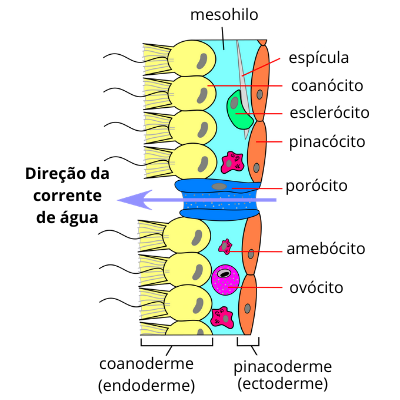 mesohilo
espícula
coanócito
esclerócito
pinacócito
Direção da
corrente
de água
porócito
amebócito
ovócito
coanoderme
(endoderme)
pinacoderme
(ectoderme)